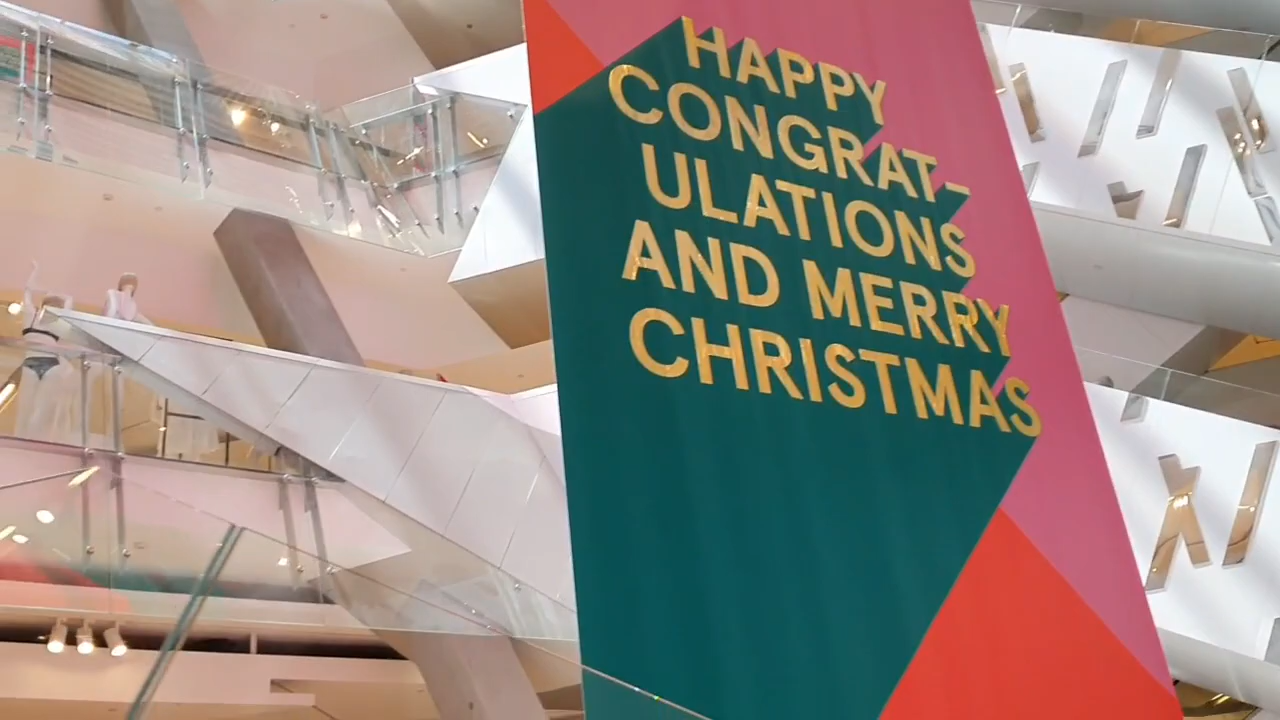 HAPPY
CONGRAT-
ULATIONS
AND MERRY
CHRISTMAS